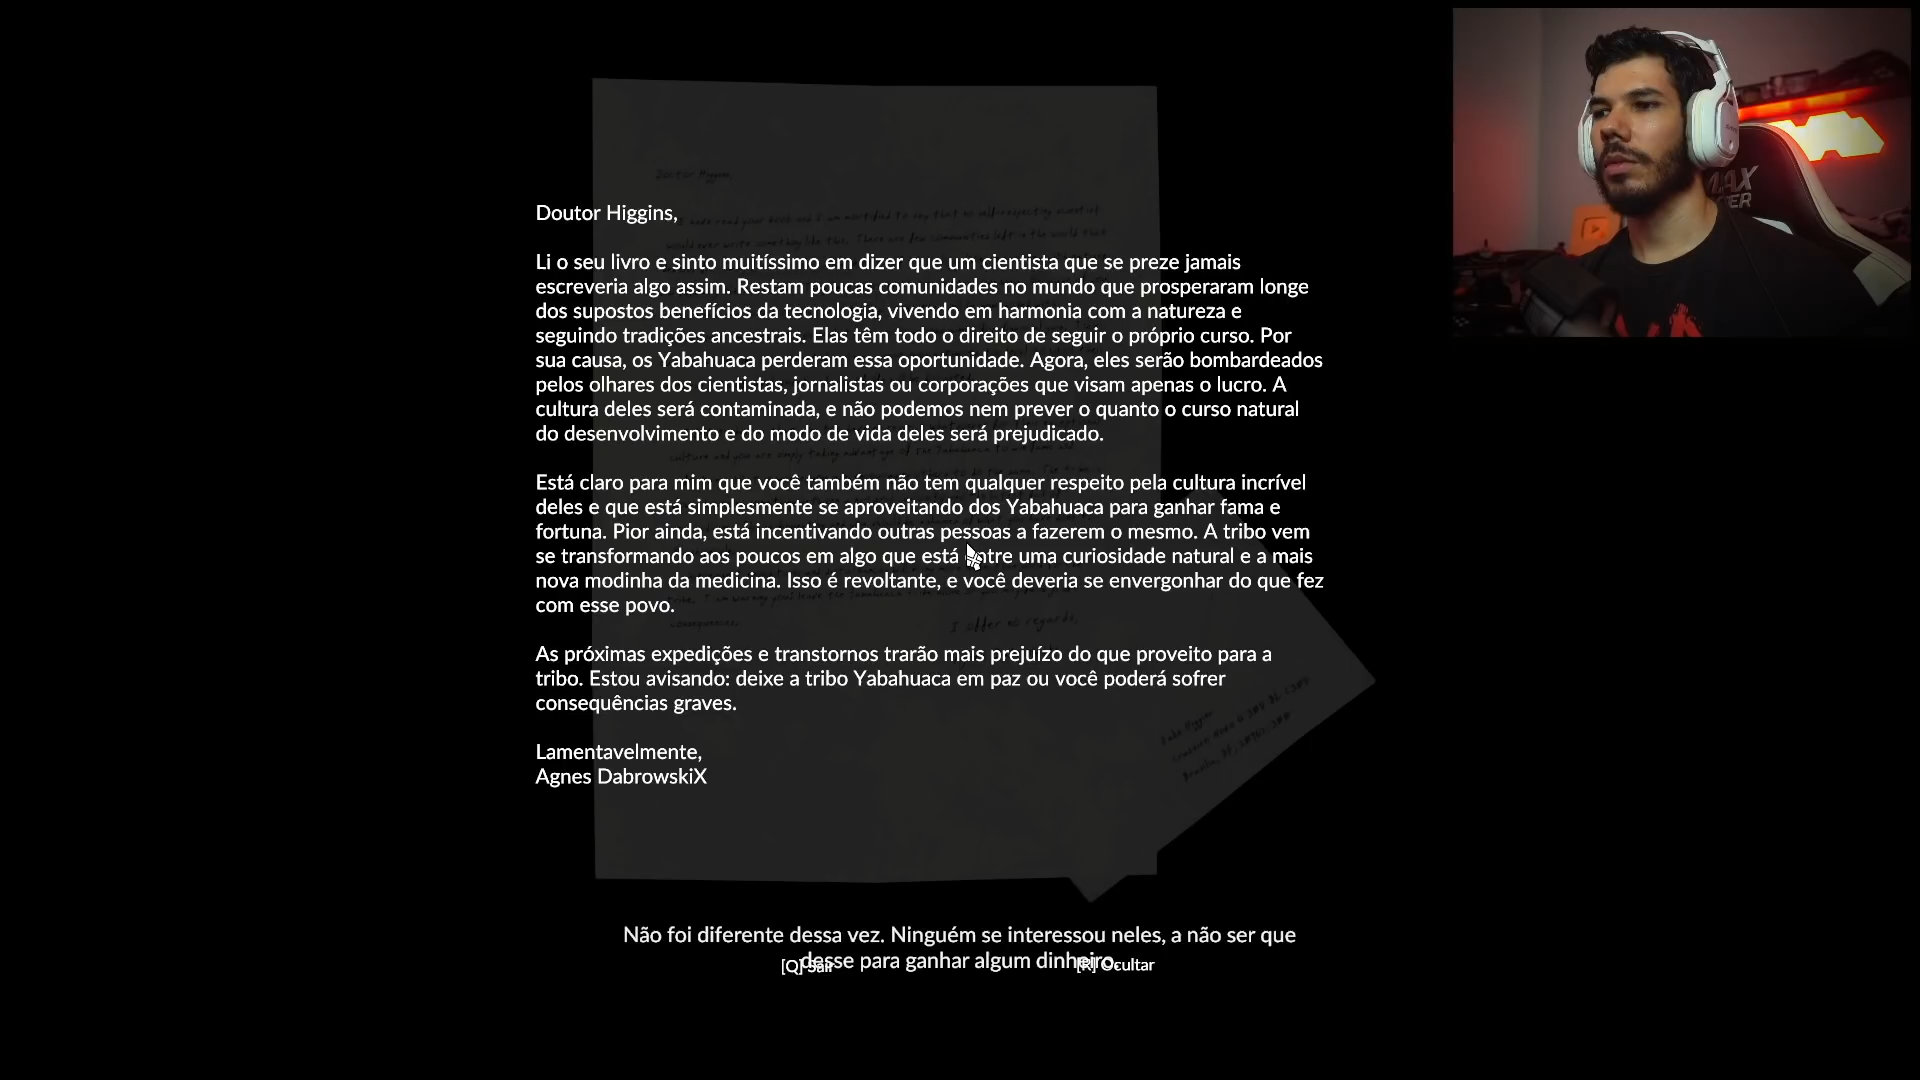 Doutor Higgins,
Li o seu livro e sinto muitíssimo em dizer que um cientista que se preze jamais
escreveria algo assim. Restam poucas comunidades no mundo que prosperaram longe
dos supostos benefícios da tecnologia, vivendo em harmonia com a natureza e
seguindo tradições ancestrais. Elas têm todo o direito de seguir o próprio curso. Por
sua causa, os Yabahuaca perderam essa oportunidade. Agora, eles serão bombardeados
pelos olhares dos cientistas, jornalistas ou corporações que visam apenas o lucro. A
cultura deles será contaminada, e não podemos nem prever o quanto o curso natural
do desenvolvimento e do modo de vida deles será prejudicado.
Está claro para mim que você também não tem qualquer respeito pela cultura incrível
deles e que está simplesmente se aproveitando dos Yabahuaca para ganhar fama e
fortuna. Pior ainda, está incentivando outras pessoas a fazerem o mesmo. A tribo vem
se transformando aos poucos em algo que está entre uma curiosidade natural e a mais
nova modinha da medicina. Isso é revoltante, e você deveria se envergonhar do que fez
com esse povo.
As próximas expedições e transtornos trarão mais prejuízo do que proveito para a
tribo. Estou avisando: deixe a tribo Yabahuaca em paz ou você poderá sofrer
consequências graves.
Lamentavelmente,
Agnes DabrowskiX
Não foi diferente dessa vez. Ninguém se interessou neles, a não ser que
desse para ganhar algum dinheiro.
[Q] Sair [R] Ocultar